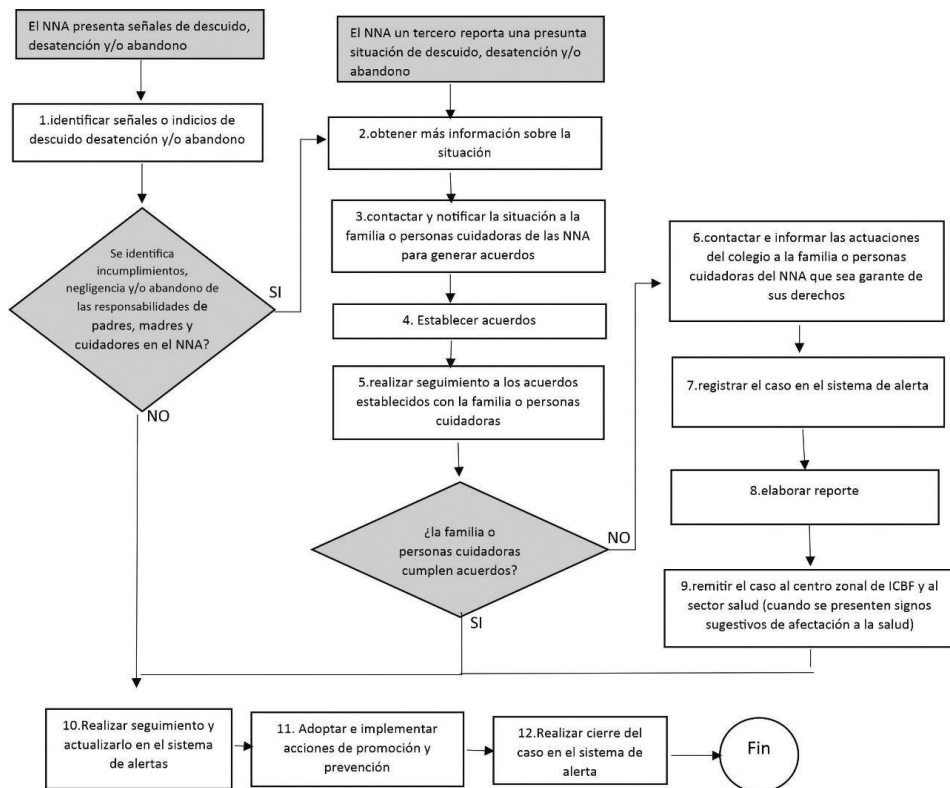 El NNA presenta señales de descuido,
desatención y/o abandono
El NNA un tercero reporta una presunta
situación de descuido, desatención y/o
abandono
1.identificar señales o indicios de
descuido desatención y/o abandono
2.obtener más información sobre la
situación
Se identifica
incumplimientos,
negligencia y/o abandono de
las responsabilidades de
padres, madres y
cuidadores en el NNA?
SI
NO
3.contactar y notificar la situación a la
familia o personas cuidadoras de las NNA
para generar acuerdos
4. Establecer acuerdos
5.realizar seguimiento a los acuerdos
establecidos con la familia o personas
cuidadoras
¿la familia o
personas cuidadoras
cumplen acuerdos?
NO
SI
6.contactar e informar las actuaciones
del colegio a la familia o personas
cuidadoras del NNA que sea garante de
sus derechos
7.registrar el caso en el sistema de alerta
8.elaborar reporte
9.remitir el caso al centro zonal de ICBF y al
sector salud (cuando se presenten signos
sugestivos de afectación a la salud)
10.Realizar seguimiento y
actualizarlo en el sistema
de alertas
11. Adoptar e implementar
acciones de promoción y
prevención
12.Realizar cierre del
caso en el sistema de
alerta
Fin